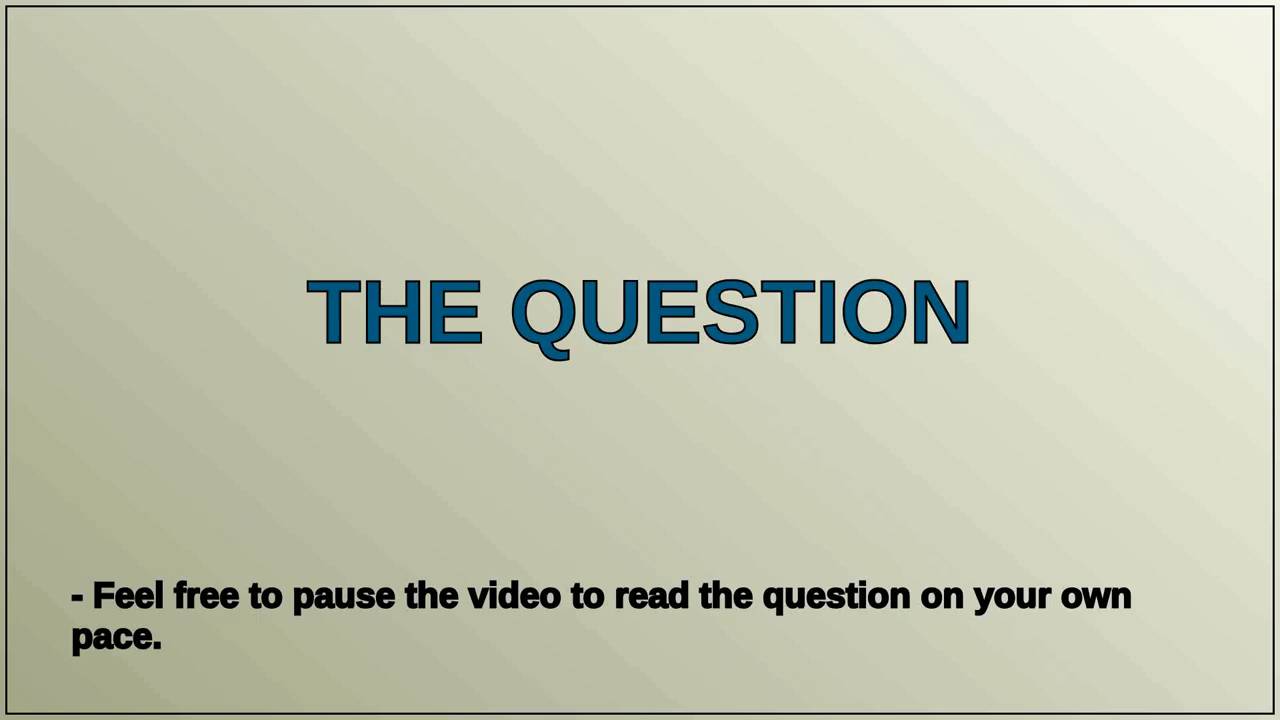 THE QUESTION
- Feel free to pause the video to read the question on your own
pace.